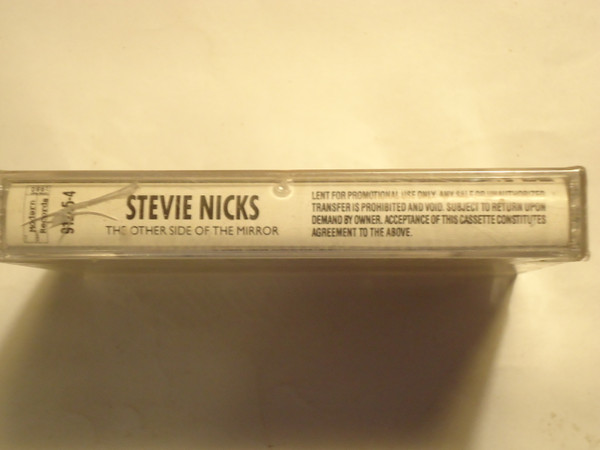 Modern
Records
STEVIE NICKS
THE OTHER SIDE OF THE MIRROR
LENT FOR PROMOTIONAL USE ONLY. ANY SALE OR UNAUTHORIZED
TRANSFER IS PROHIBITED AND VOID. SUBJECT TO RETURN UPON
DEMAND BY OWNER. ACCEPTANCE OF THIS CASSETTE CONSTITUTES
AGREEMENT TO THE ABOVE.